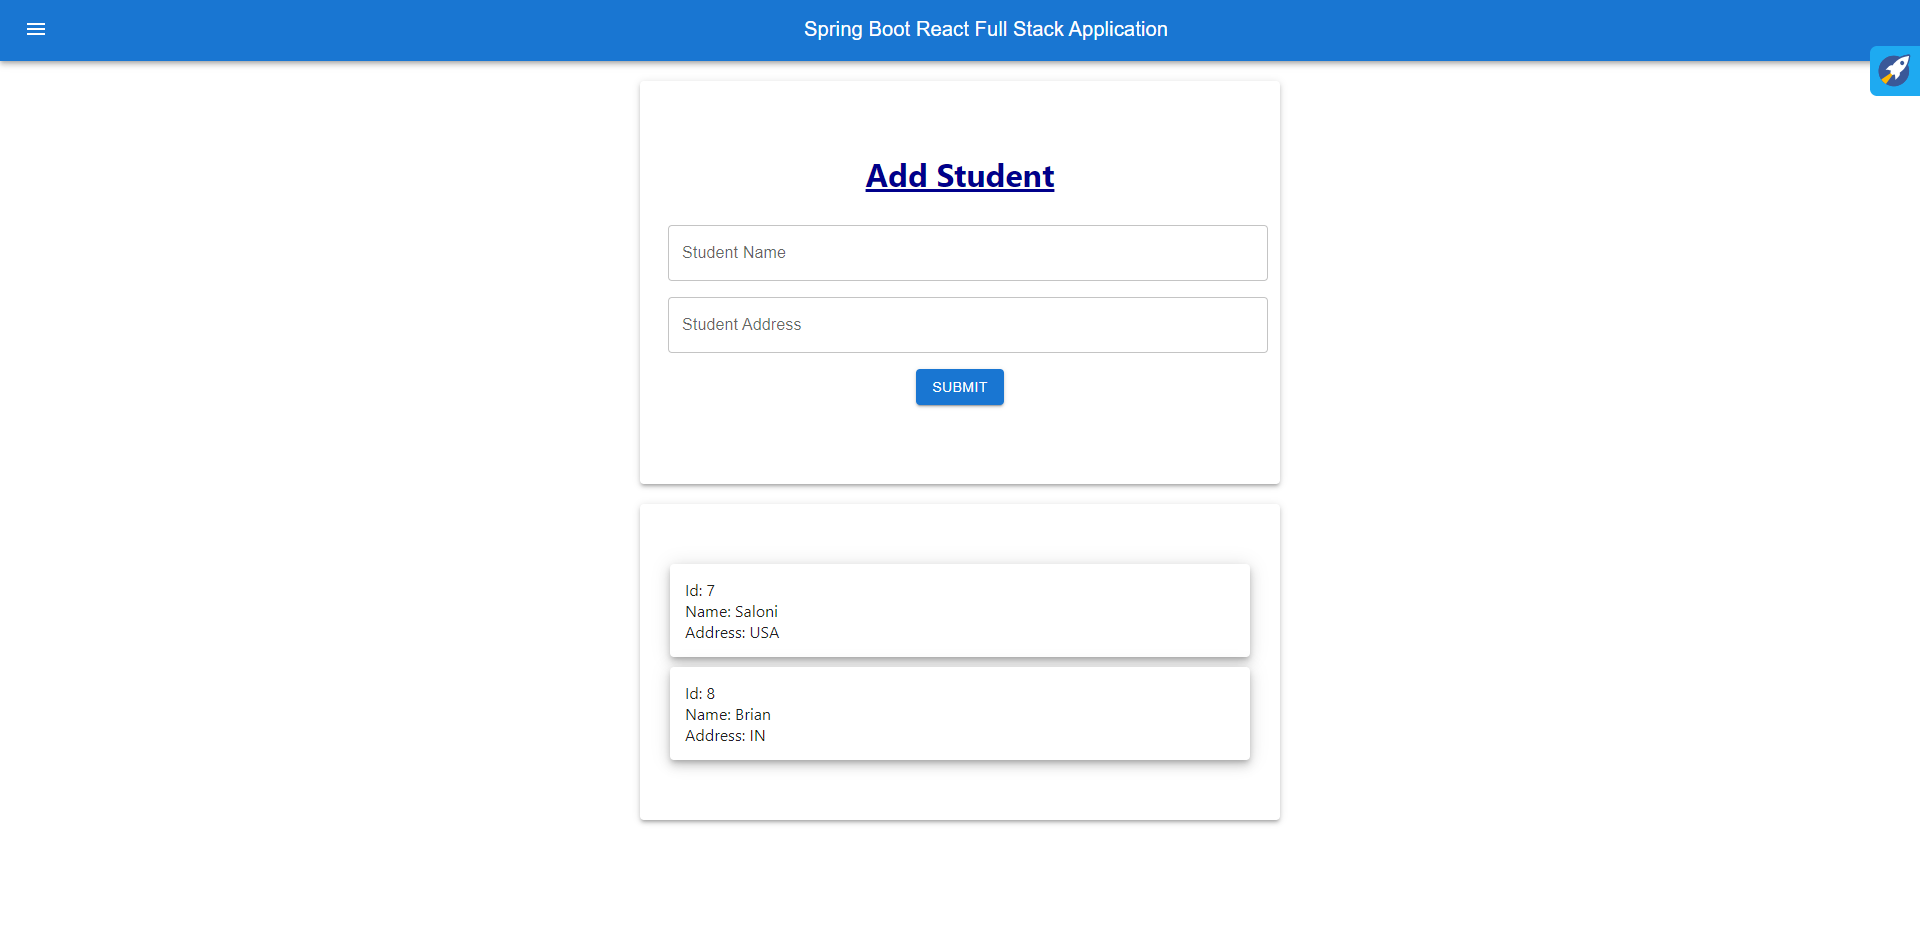 Spring Boot React Full Stack Application
Add Student
Student Name
Student Address
SUBMIT
Id: 7
Name: Saloni
Address: USA
Id: 8
Name: Brian
Address: IN